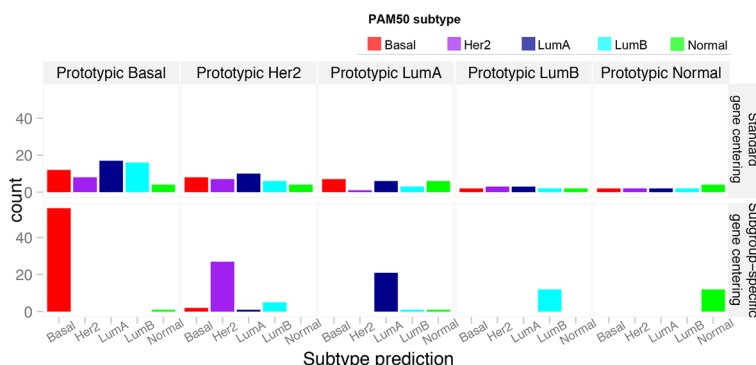 PAM50 subtype
Basal Her2 LumA LumB Normal
Prototypic Basal Prototypic Her2 Prototypic LumA Prototypic LumB Prototypic Normal
Standard
gene centering
40
20
0
count
Subgroup-specific
gene centering
40
20
0
Basal Her2 LumA LumB Normal Basal Her2 LumA LumB Normal Basal Her2 LumA LumB Normal Basal Her2 LumA LumB Normal Basal Her2 LumA LumB Normal
Subtype prediction